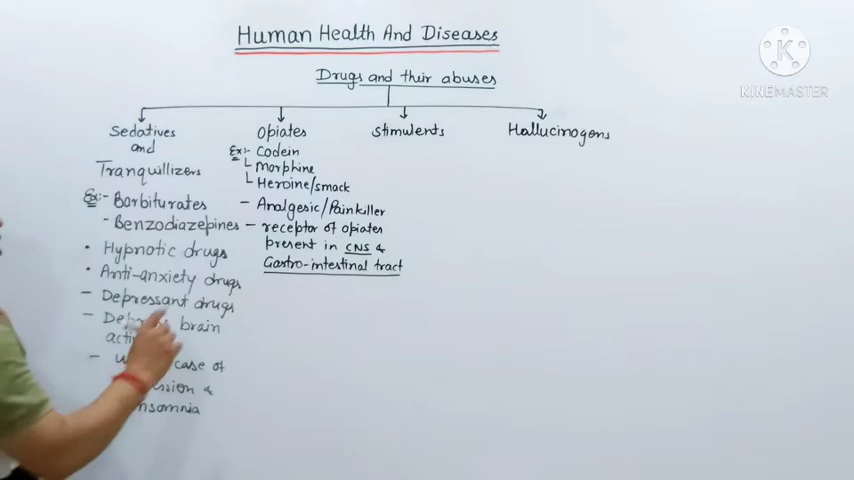 Human Health And Diseases
Drugs and their abuses
Sedatives
and
Tranquillizers
Ex:- Barbiturates
- Benzodiazepines
• Hypnotic drugs
• Anti-anxiety drugs
- Depressant drugs
- brain
case of
&
insomnia
Opiates
Ex:- Codein
Morphine
Heroine/smack
- Analgesic/Painkiller
- receptor of opiates
present in CNS &
Gastro-intestinal tract
Stimulents
Hallucinogens
K
KINEMASTER